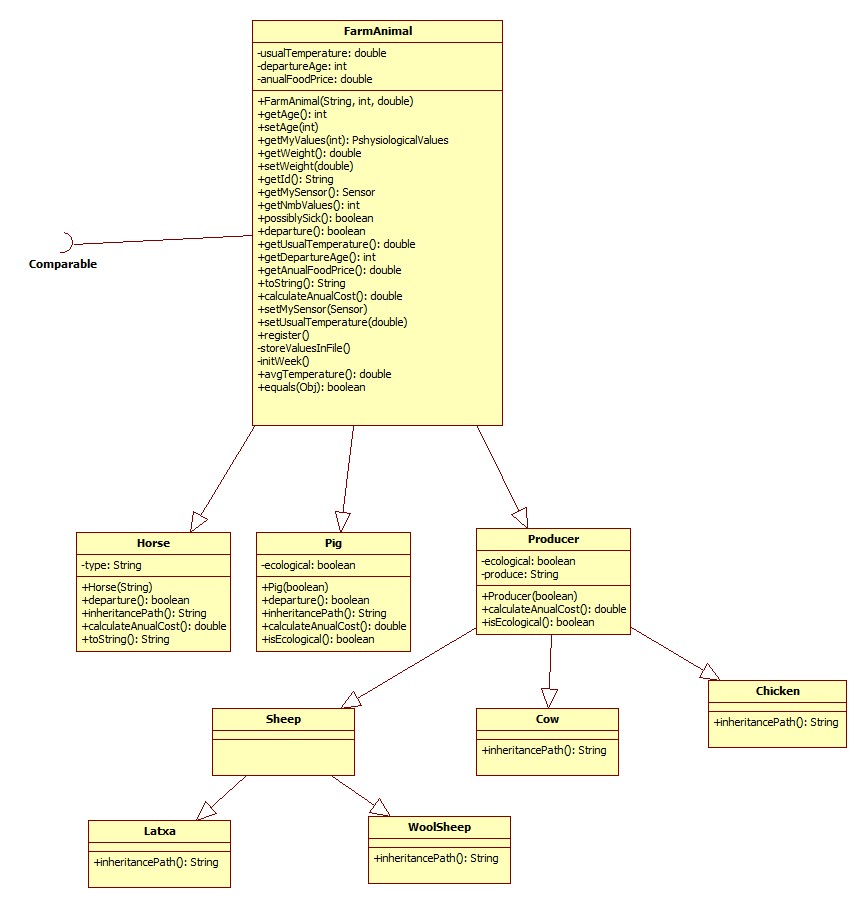 FarmAnimal
-usualTemperature: double
-departureAge: int
-anualFoodPrice: double
+FarmAnimal(String, int, double)
+getAge(): int
+setAge(int)
+getMyValues(int): PshysiologicalValues
+getWeight(): double
+setWeight(double)
+getId(): String
+getMySensor(): Sensor
+getNmbValues(): int
+possiblySick(): boolean
+departure(): boolean
+getUsualTemperature(): double
+getDepartureAge(): int
+getAnualFoodPrice(): double
+toString(): String
+calculateAnualCost(): double
+setMySensor(Sensor)
+setUsualTemperature(double)
+register()
-storeValuesInFile()
-initWeek()
+avgTemperature(): double
+equals(Obj): boolean
Comparable
Horse
-type: String
+Horse(String)
+departure(): boolean
+inheritancePath(): String
+calculateAnualCost(): double
+toString(): String
Pig
-ecological: boolean
+Pig(boolean)
+departure(): boolean
+inheritancePath(): String
+calculateAnualCost(): double
+isEcological(): boolean
Producer
-ecological: boolean
-produce: String
+Producer(boolean)
+calculateAnualCost(): double
+isEcological(): boolean
Sheep
Cow
+inheritancePath(): String
Chicken
+inheritancePath(): String
Latxa
+inheritancePath(): String
WoolSheep
+inheritancePath(): String